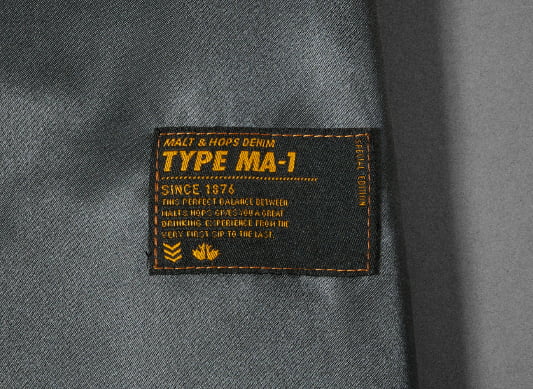 MALT & HOPS DENIM
TYPE MA-1
SINCE 1876
THIS PERFECT BALANCE BETWEEN
MALTS HOPS GIVES YOU A GREAT
DRINKING EXPERIENCE FROM THE
VERY FIRST SIP TO THE LAST.
SPECIAL EDITION